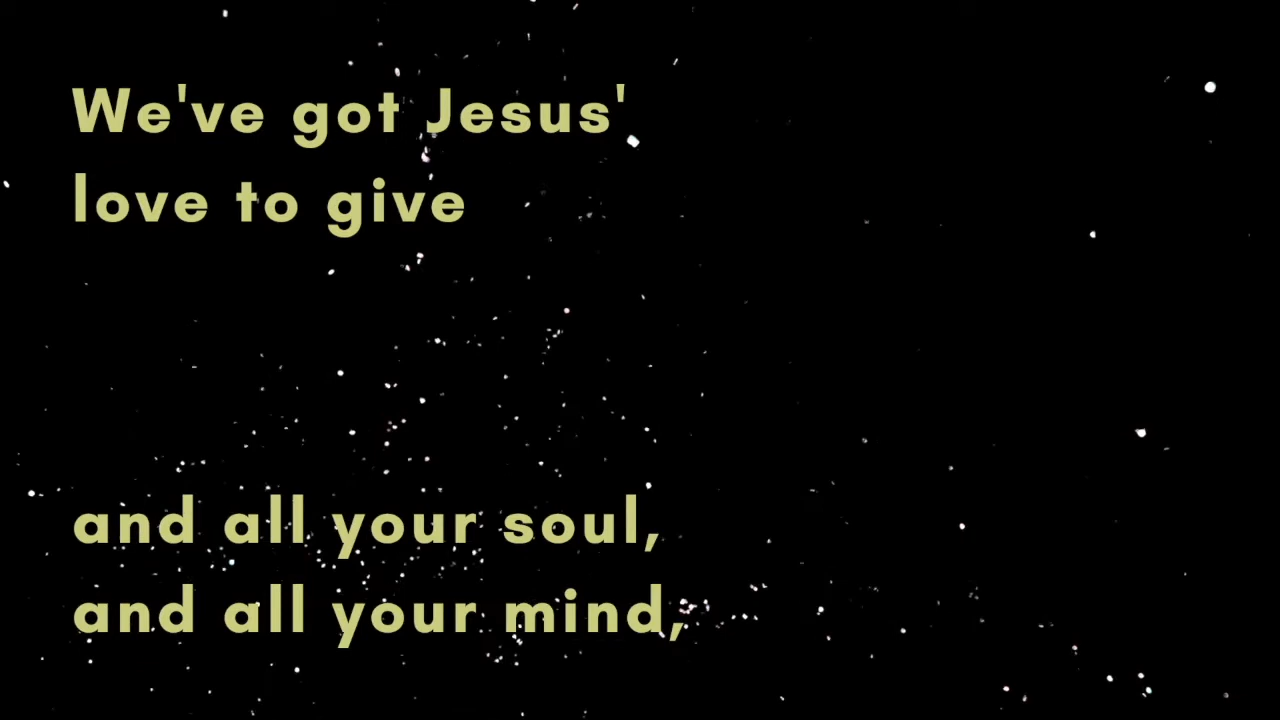 We've got Jesus'
love to give
and all your soul,
and all your mind,